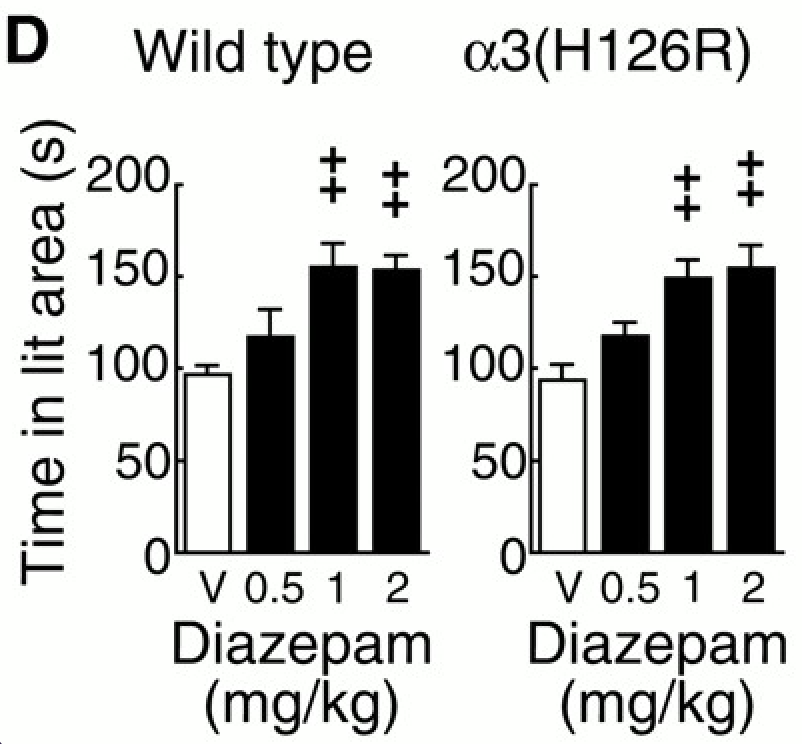 D
Wild type
α3(H126R)
Time in lit area (s)
200
150
100
50
0
‡
‡
V 0.5 1 2
Diazepam
(mg/kg)
200
150
100
50
0
‡
‡
V 0.5 1 2
Diazepam
(mg/kg)